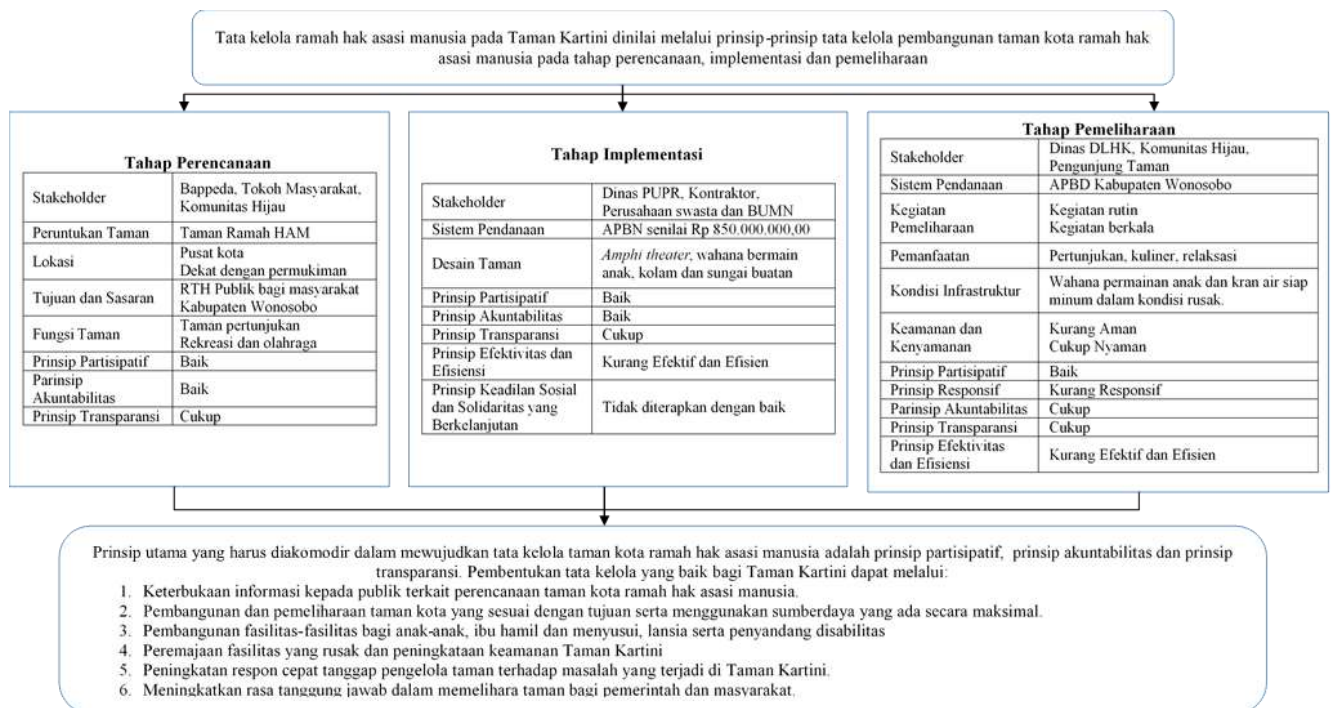 Tata kelola ramah hak asasi manusia pada Taman Kartini dinilai melalui prinsip-prinsip tata kelola pembangunan taman kota ramah hak
asasi manusia pada tahap perencanaan, implementasi dan pemeliharaan
Tahap Perencanaan
Stakeholder Bappeda, Tokoh Masyarakat,
Komunitas Hijau
Peruntukan Taman Taman Ramah HAM
Lokasi Pusat kota
Dekat dengan permukiman
Tujuan dan Sasaran RTH Publik bagi masyarakat
Kabupaten Wonosobo
Fungsi Taman Taman pertunjukan
Rekreasi dan olahraga
Prinsip Partisipatif Baik
Parinsip
Akuntabilitas Baik
Prinsip Transparansi Cukup
Tahap Implementasi
Stakeholder Dinas PUPR, Kontraktor,
Perusahaan swasta dan BUMN
Sistem Pendanaan APBN senilai Rp 850.000.000,00
Desain Taman Amphi theater, wahana bermain
anak, kolam dan sungai buatan
Prinsip Partisipatif Baik
Prinsip Akuntabilitas Baik
Prinsip Transparansi Cukup
Prinsip Efektivitas dan
Efisiensi Kurang Efektif dan Efisien
Prinsip Keadilan Sosial
dan Solidaritas yang
Berkelanjutan Tidak diterapkan dengan baik
Tahap Pemeliharaan
Stakeholder Dinas DLHK, Komunitas Hijau,
Pengunjung Taman
Sistem Pendanaan APBD Kabupaten Wonosobo
Kegiatan Kegiatan rutin
Pemeliharaan Kegiatan berkala
Pemanfaatan Pertunjukan, kuliner, relaksasi
Kondisi Infrastruktur Wahana permainan anak dan kran air siap
minum dalam kondisi rusak.
Keamanan dan Kurang Aman
Kenyamanan Cukup Nyaman
Prinsip Partisipatif Baik
Prinsip Responsif Kurang Responsif
Parinsip Akuntabilitas Cukup
Prinsip Transparansi Cukup
Prinsip Efektivitas
dan Efisiensi Kurang Efektif dan Efisien
Prinsip utama yang harus diakomodir dalam mewujudkan tata kelola taman kota ramah hak asasi manusia adalah prinsip partisipatif, prinsip akuntabilitas dan prinsip
transparansi. Pembentukan tata kelola yang baik bagi Taman Kartini dapat melalui:
1. Keterbukaan informasi kepada publik terkait perencanaan taman kota ramah hak asasi manusia.
2. Pembangunan dan pemeliharaan taman kota yang sesuai dengan tujuan serta menggunakan sumberdaya yang ada secara maksimal.
3. Pembangunan fasilitas-fasilitas bagi anak-anak, ibu hamil dan menyusui, lansia serta penyandang disabilitas
4. Peremajaan fasilitas yang rusak dan peningkataan keamanan Taman Kartini
5. Peningkatan respon cepat tanggap pengelola taman terhadap masalah yang terjadi di Taman Kartini.
6. Meningkatkan rasa tanggung jawab dalam memelihara taman bagi pemerintah dan masyarakat.